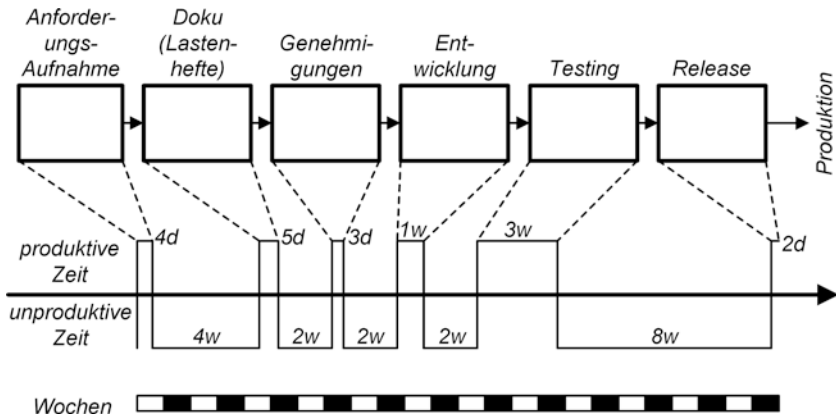 Anforder-
ungs-
Aufnahme
Doku
(Lasten-
hefte)
Genehmi-
gungen
Ent-
wicklung
Testing
Release
Produktion
produktive
Zeit
4d
5d
3d
1w
3w
2d
unproduktive
Zeit
4w
2w
2w
2w
8w
Wochen